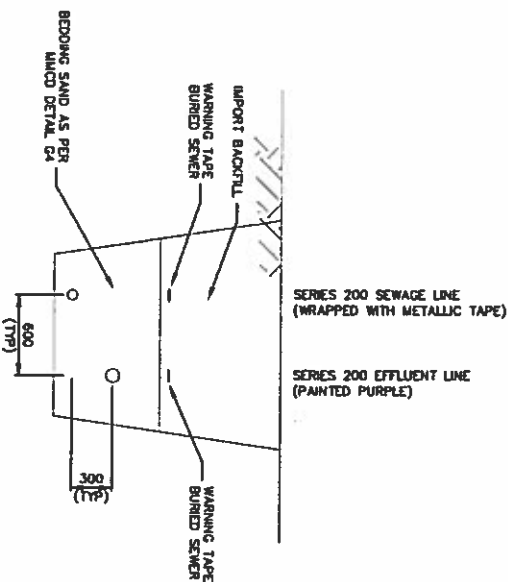 SERIES 200 SEWAGE LINE
(WRAPPED WITH METALLIC TAPE)
SERIES 200 EFFLUENT LINE
(PAINTED PURPLE)
IMPORT BACKFILL
WARNING TAPE
BURIED SEWER
BEDDING SAND AS PER
MMCD DETAIL G4
600
(TYP)
300
(TYP)
WARNING TAPE
BURIED SEWER